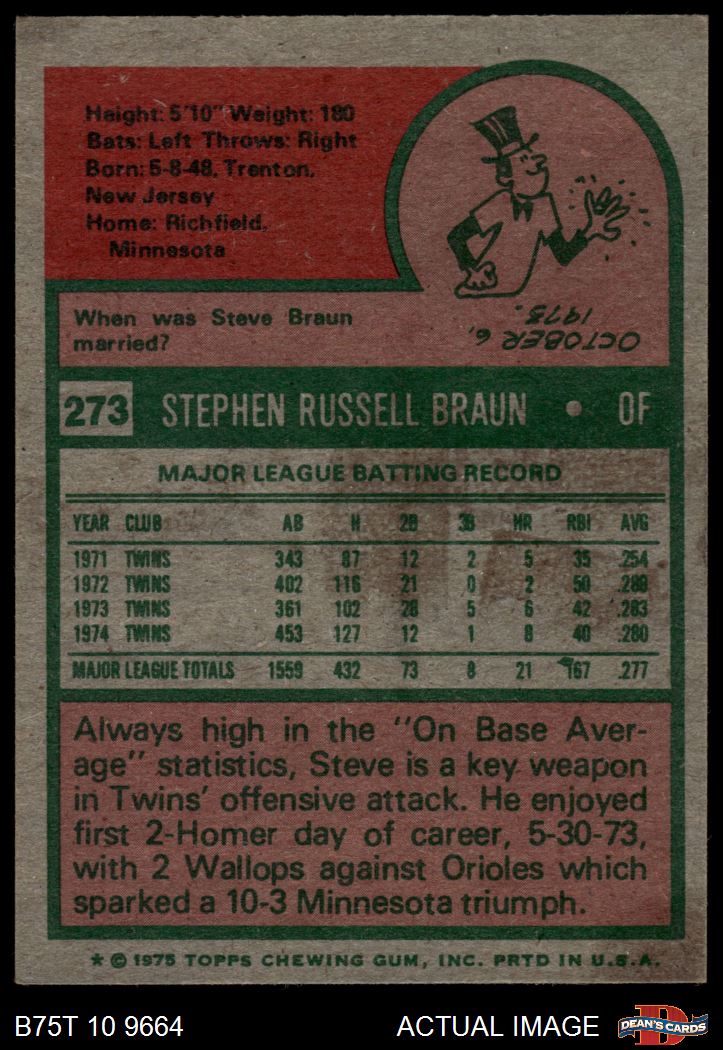 Height: 5'10" Weight: 180
Bats: Left Throws: Right
Born: 5-8-48, Trenton,
New Jersey
Home: Richfield,
Minnesota
When was Steve Braun
married?
OCTOBER 6,
1973.
273 STEPHEN RUSSELL BRAUN • OF
MAJOR LEAGUE BATTING RECORD
YEAR CLUB AB H 2B 3B HR RBI AVG
1971 TWINS 343 87 12 2 5 35 .254
1972 TWINS 402 116 21 0 2 50 .289
1973 TWINS 361 102 28 5 6 42 .283
1974 TWINS 453 127 12 1 8 40 .280
MAJOR LEAGUE TOTALS 1559 432 73 8 21 167 .277
Always high in the "On Base Aver-
age" statistics, Steve is a key weapon
in Twins' offensive attack. He enjoyed
first 2-Homer day of career, 5-30-73,
with 2 Wallops against Orioles which
sparked a 10-3 Minnesota triumph.
* © 1975 TOPPS CHEWING GUM, INC. PRTD IN U.S.A.
B75T 10 9664 ACTUAL IMAGE DEAN'S CARDS